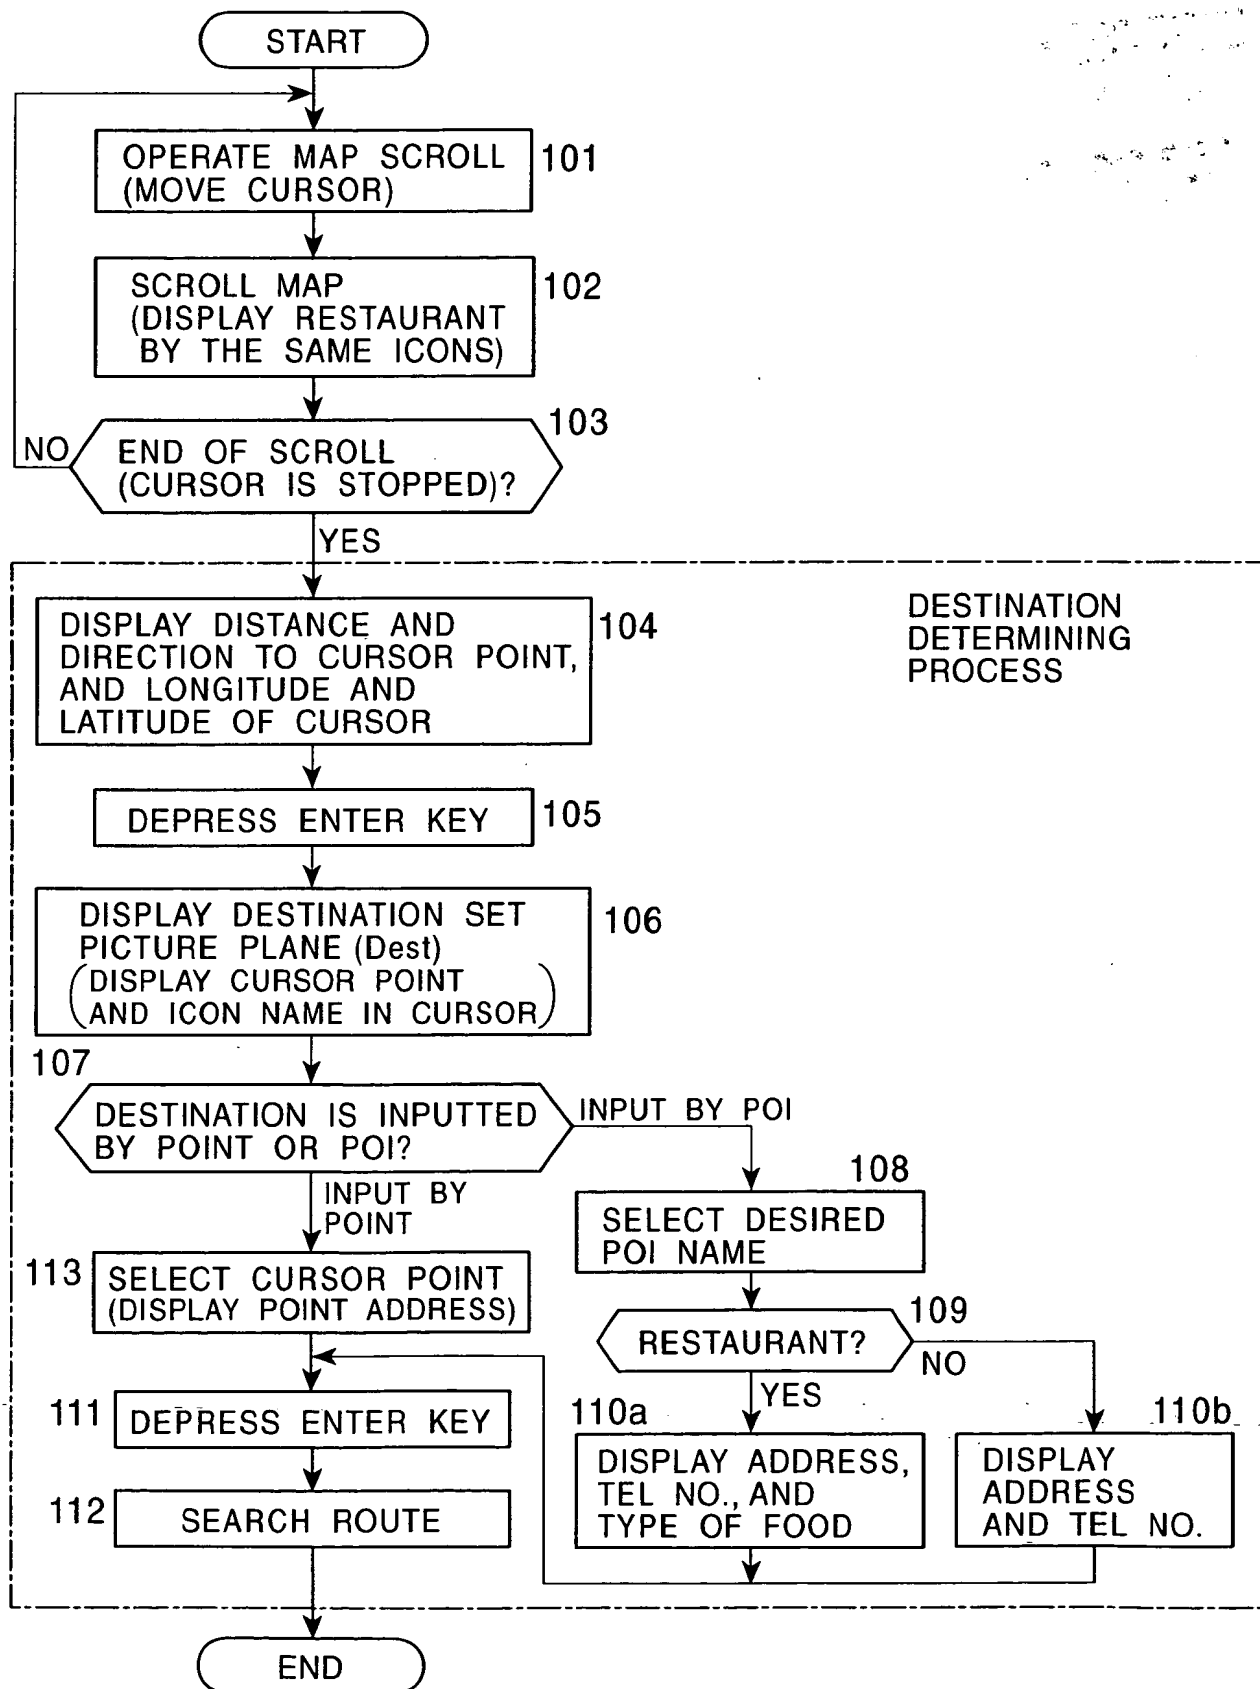 START
OPERATE MAP SCROLL
(MOVE CURSOR)
101
SCROLL MAP
(DISPLAY RESTAURANT
BY THE SAME ICONS)
102
103
END OF SCROLL
(CURSOR IS STOPPED)?
NO
YES
DESTINATION
DETERMINING
PROCESS
DISPLAY DISTANCE AND
DIRECTION TO CURSOR POINT,
AND LONGITUDE AND
LATITUDE OF CURSOR
104
DEPRESS ENTER KEY
105
DISPLAY DESTINATION SET
PICTURE PLANE (Dest)
(DISPLAY CURSOR POINT
AND ICON NAME IN CURSOR)
106
107
DESTINATION IS INPUTTED
BY POINT OR POI?
INPUT BY POI
INPUT BY
POINT
108
SELECT DESIRED
POI NAME
113
SELECT CURSOR POINT
(DISPLAY POINT ADDRESS)
109
RESTAURANT?
NO
YES
111
DEPRESS ENTER KEY
110a
DISPLAY ADDRESS,
TEL NO., AND
TYPE OF FOOD
110b
DISPLAY
ADDRESS
AND TEL NO.
112
SEARCH ROUTE
END